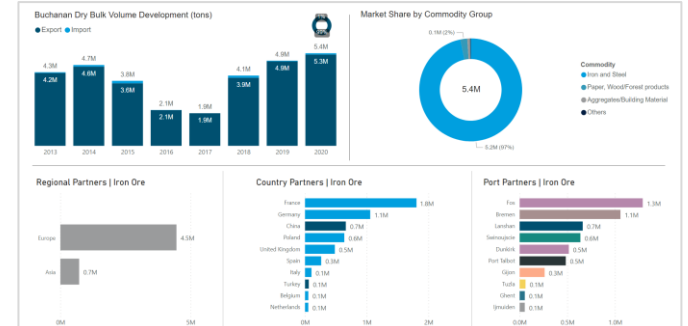 Buchanan Dry Bulk Volume Development (tons)
Export Import
4.3M
4.2M
4.7M
4.6M
3.8M
3.6M
2.1M
2.1M
1.9M
1.9M
4.1M
3.9M
4.9M
4.9M
5.4M
5.3M
2013 2014 2015 2016 2017 2018 2019 2020
Market Share by Commodity Group
0.1M (2%)
5.4M
5.2M (97%)
Commodity
Iron and Steel
Paper, Wood/Forest products
Aggregates/Building Material
Others
Regional Partners | Iron Ore
Europe 4.5M
Asia 0.7M
0M 5M
Country Partners | Iron Ore
France 1.8M
Germany 1.1M
China 0.7M
Poland 0.6M
United Kingdom 0.5M
Spain 0.3M
Italy 0.1M
Turkey 0.1M
Belgium 0.1M
Netherlands 0.1M
0M 1M 2M
Port Partners | Iron Ore
Fos 1.3M
Bremen 1.1M
Lanshan 0.7M
Swinoujscie 0.6M
Dunkirk 0.5M
Port Talbot 0.5M
Gijon 0.3M
Tuzla 0.1M
Ghent 0.1M
Ijmuiden 0.1M
0.0M 0.5M 1.0M